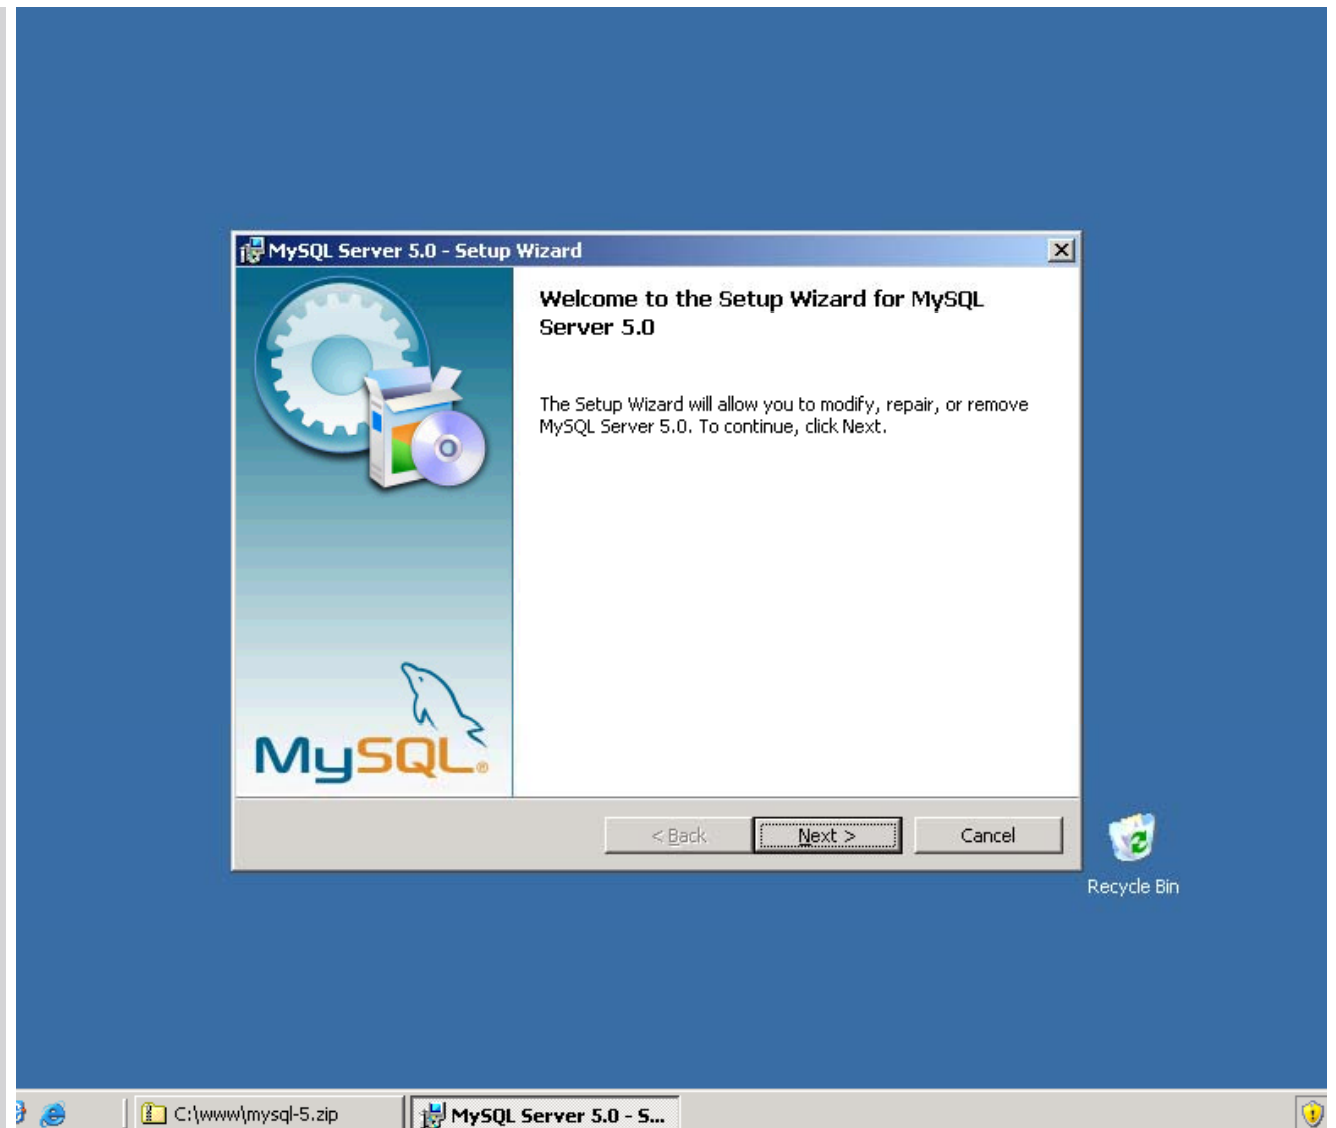 MySQL Server 5.0 - Setup Wizard
Welcome to the Setup Wizard for MySQL
Server 5.0
The Setup Wizard will allow you to modify, repair, or remove
MySQL Server 5.0. To continue, click Next.
MySQL®
< Back
Next >
Cancel
Recycle Bin
C:\www\mysql-5.zip
MySQL Server 5.0 - S...